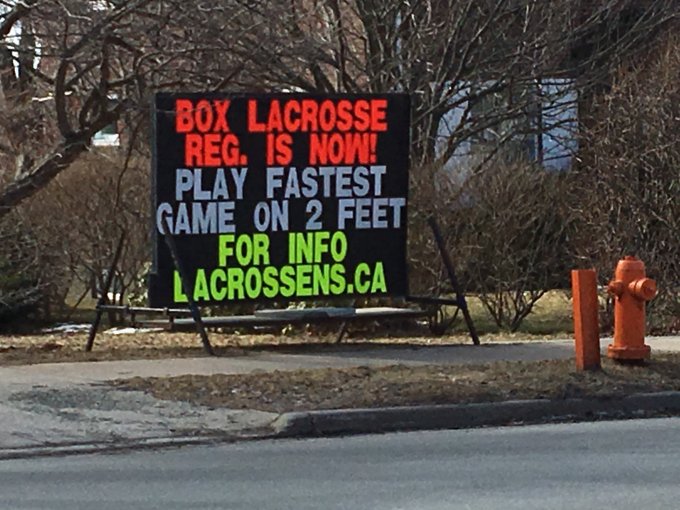 BOX LACROSSE
REG. IS NOW!
PLAY FASTEST
GAME ON 2 FEET
FOR INFO
LACROSSENS.CA